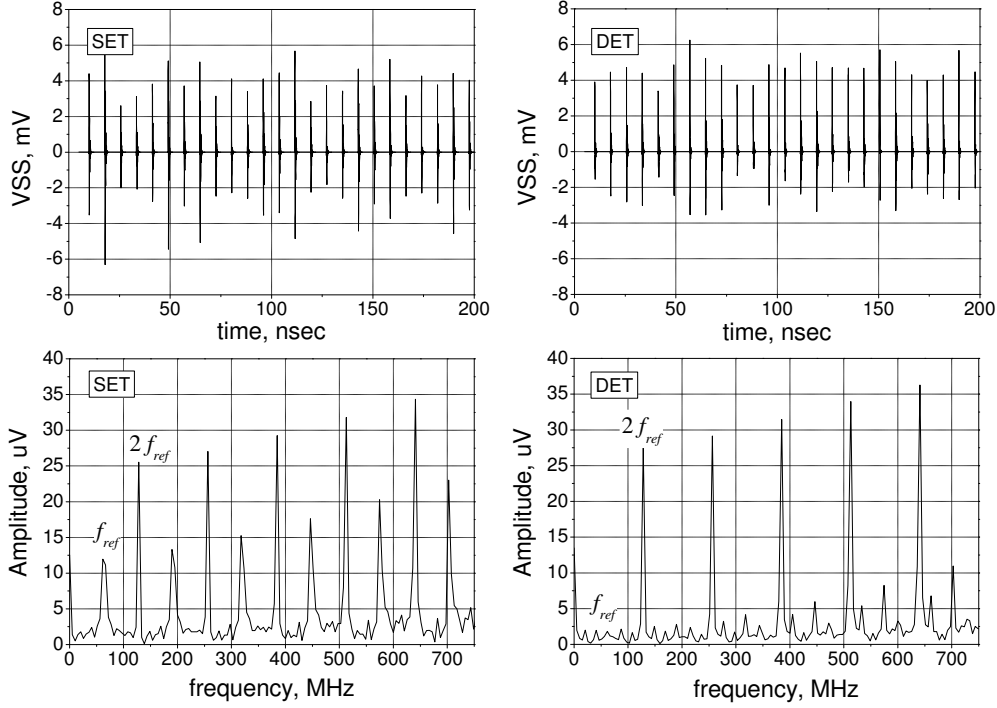 SET
VSS, mV
8
6
4
2
0
-2
-4
-6
-8
0 50 100 150 200
time, nsec
DET
VSS, mV
8
6
4
2
0
-2
-4
-6
-8
0 50 100 150 200
time, nsec
SET
Amplitude, uV
40
35
30
25
20
15
10
5
0
2f_ref
f_ref
0 100 200 300 400 500 600 700
frequency, MHz
DET
Amplitude, uV
40
35
30
25
20
15
10
5
0
2f_ref
f_ref
0 100 200 300 400 500 600 700
frequency, MHz